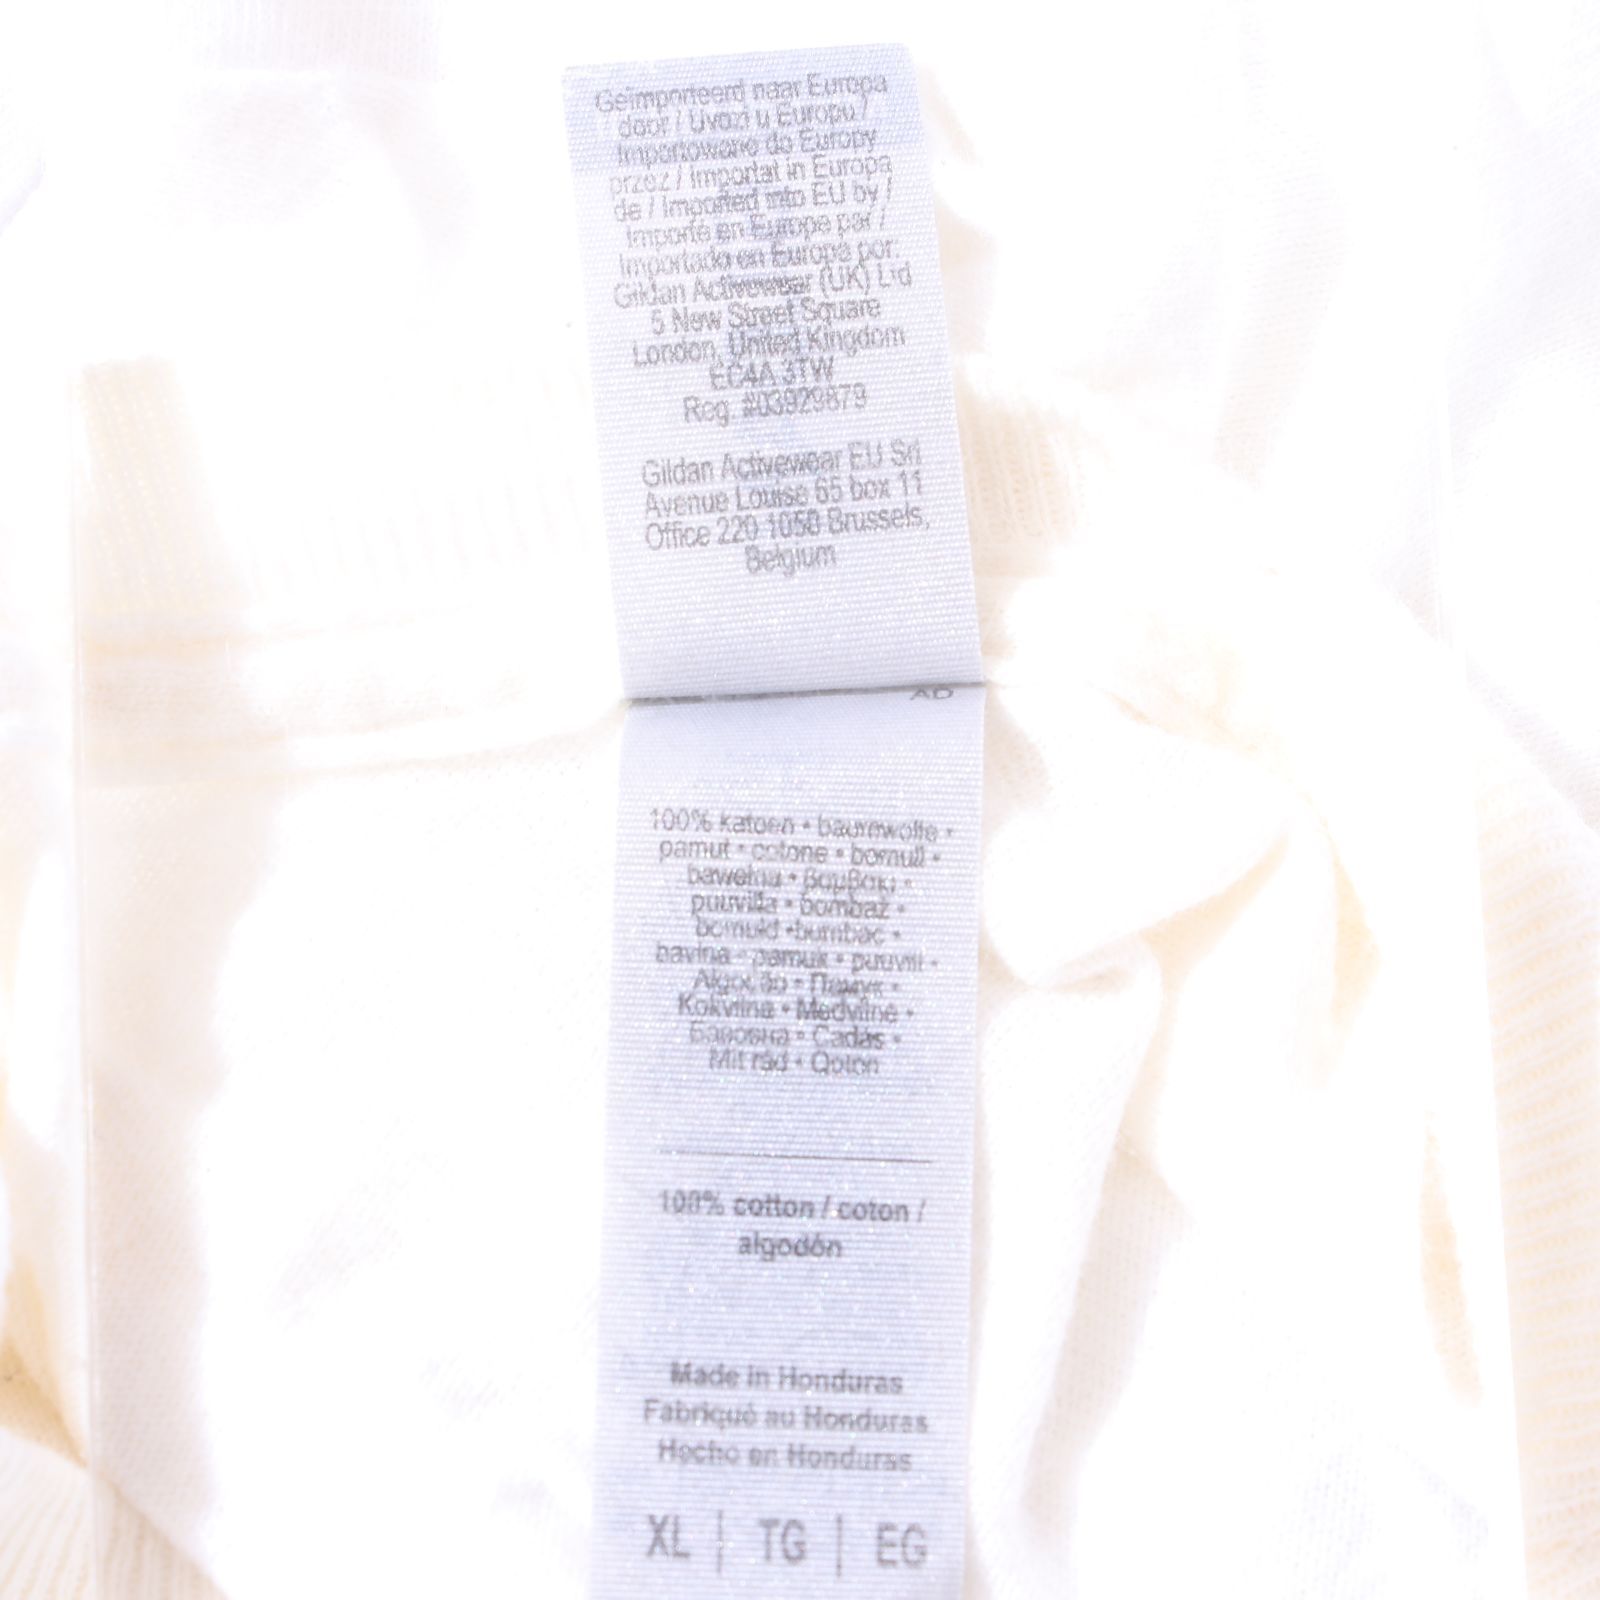 Geïmporteerd naar Europa
door / Uvozi u Europu /
Importowane do Europy
przez / Importat in Europa
de / Imported into EU by /
Importé en Europe par /
Importado en Europa por:
Gildan Activewear (UK) Ltd
5 New Street Square
London, United Kingdom
EC4A 3TW
Reg. #03929879
Gildan Activewear EU Srl
Avenue Louise 65 box 11
Office 220 1050 Brussels,
Belgium
AD
100% katoen • baumwolle •
pamut • cotone • bomull •
bawełna • βαμβάκι •
puuvilla • bombaž •
bomuld • bumbac •
bavlna • pamuk • puuvill •
Algodão • Памук •
Kokvilna • Medvilnė •
Бавовна • Cadás •
Mit rad • Qoton
100% cotton / coton /
algodón
Made in Honduras
Fabriqué au Honduras
Hecho en Honduras
XL | TG | EG